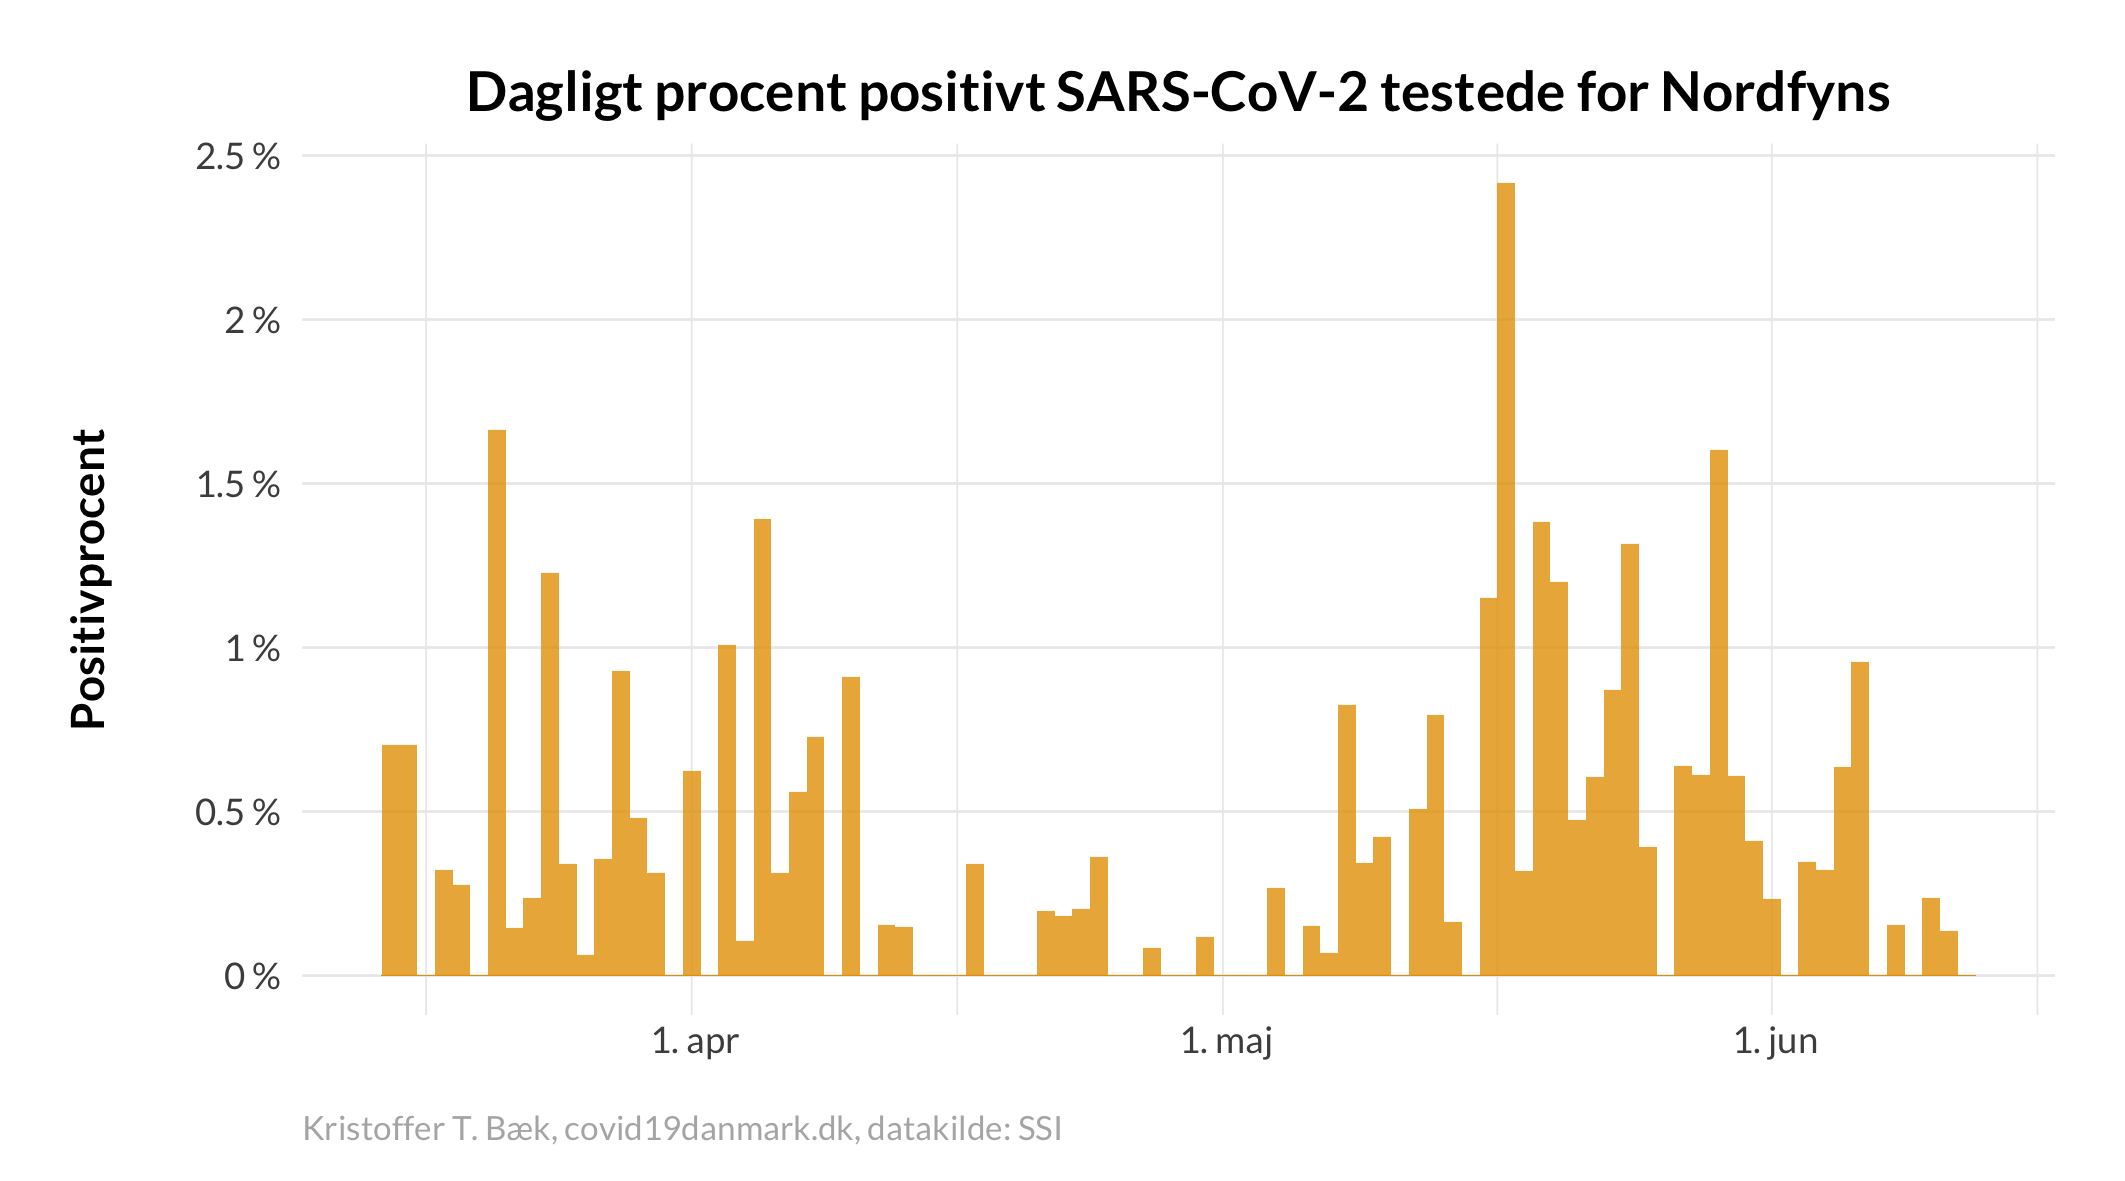 Dagligt procent positivt SARS-CoV-2 testede for Nordfyns
Positivprocent
2.5 %
2 %
1.5 %
1 %
0.5 %
0 %
1. apr
1. maj
1. jun
Kristoffer T. Bæk, covid19danmark.dk, datakilde: SSI